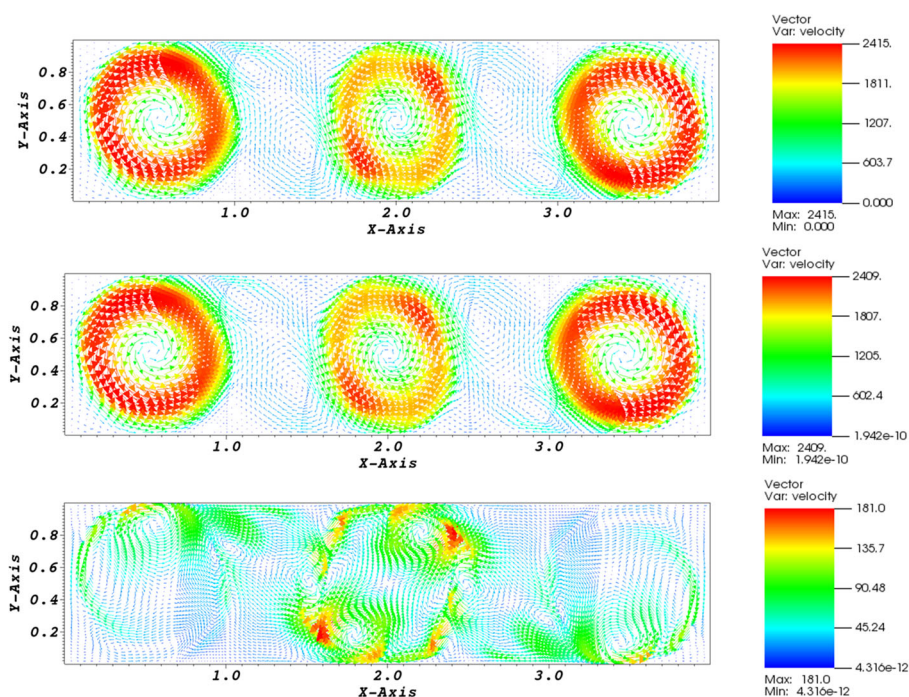 Vector
Var: velocity
2415.
1811.
1207.
603.7
0.000
Max: 2415.
Min: 0.000
Y-Axis
0.8
0.6
0.4
0.2
1.0 2.0 3.0
X-Axis
Vector
Var: velocity
2409.
1807.
1205.
602.4
1.942e-10
Max: 2409.
Min: 1.942e-10
Y-Axis
0.8
0.6
0.4
0.2
1.0 2.0 3.0
X-Axis
Vector
Var: velocity
181.0
135.7
90.48
45.24
4.316e-12
Max: 181.0
Min: 4.316e-12
Y-Axis
0.8
0.6
0.4
0.2
1.0 2.0 3.0
X-Axis